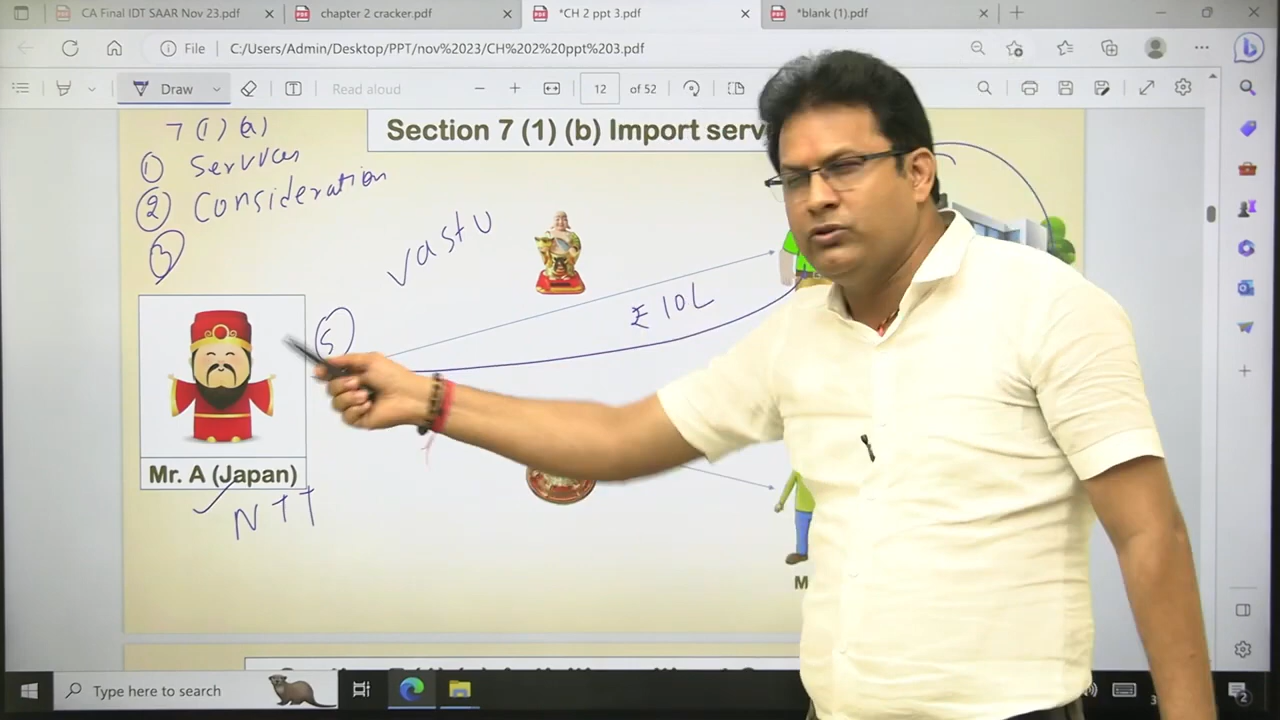 CA Final IDT SAAR Nov 23.pdf
chapter 2 cracker.pdf
*CH 2 ppt 3.pdf
*blank (1).pdf
File
C:/Users/Admin/Desktop/PPT/nov%2023/CH%202%20ppt%203.pdf
Draw
Read aloud
12
of 52
7 (1) (a)
Section 7 (1) (b) Import
① Services
② Consideration
③
vastu
₹ 10L
⑤
Mr. A (Japan)
NTT
M
Type here to search
2